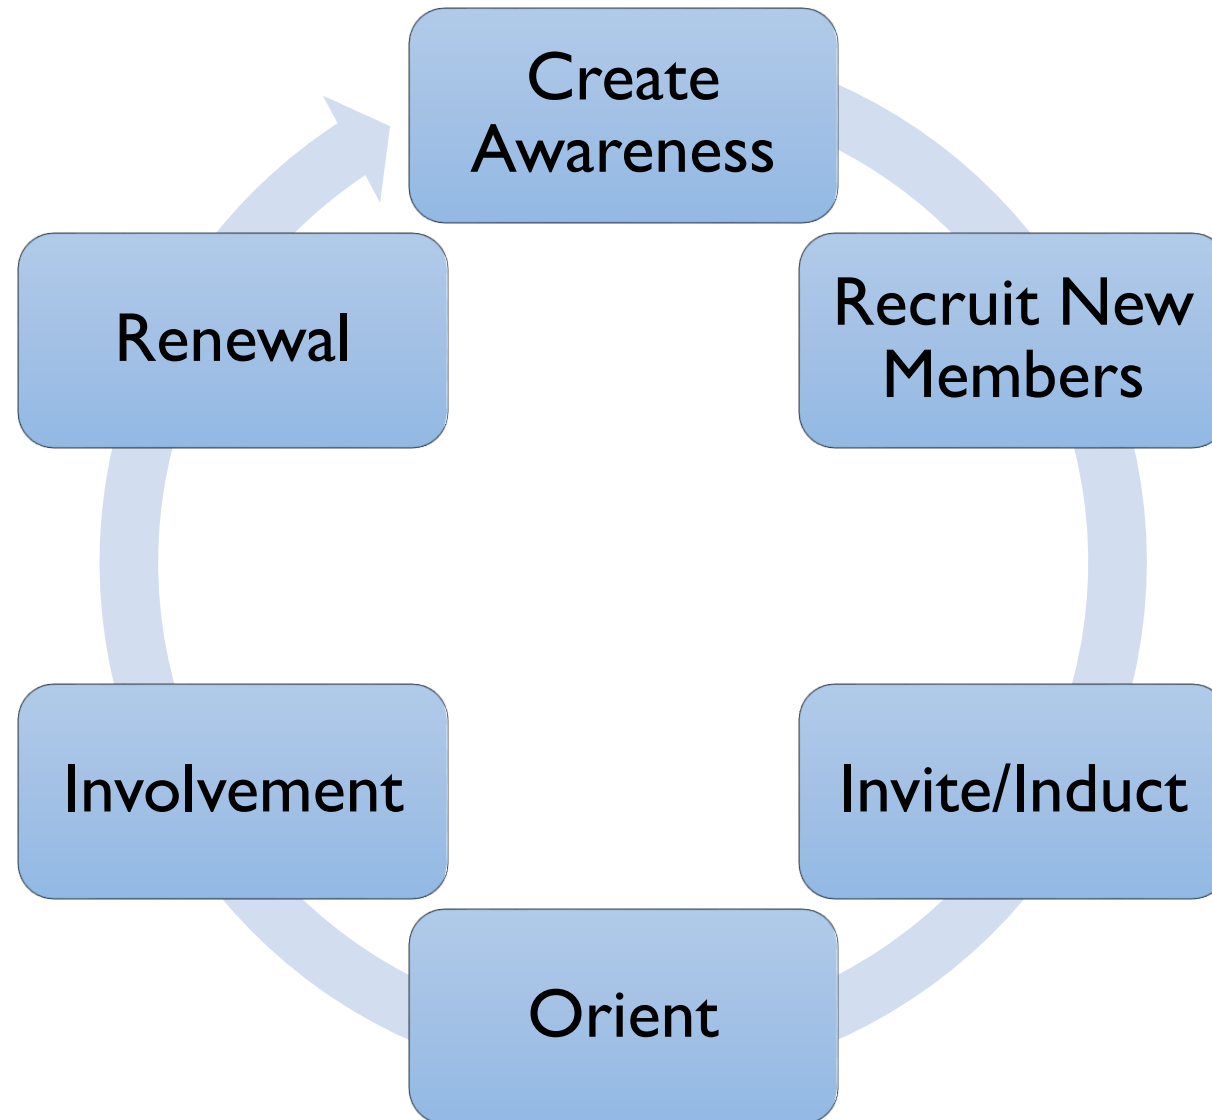 Create
Awareness
Recruit New
Members
Invite/Induct
Orient
Involvement
Renewal